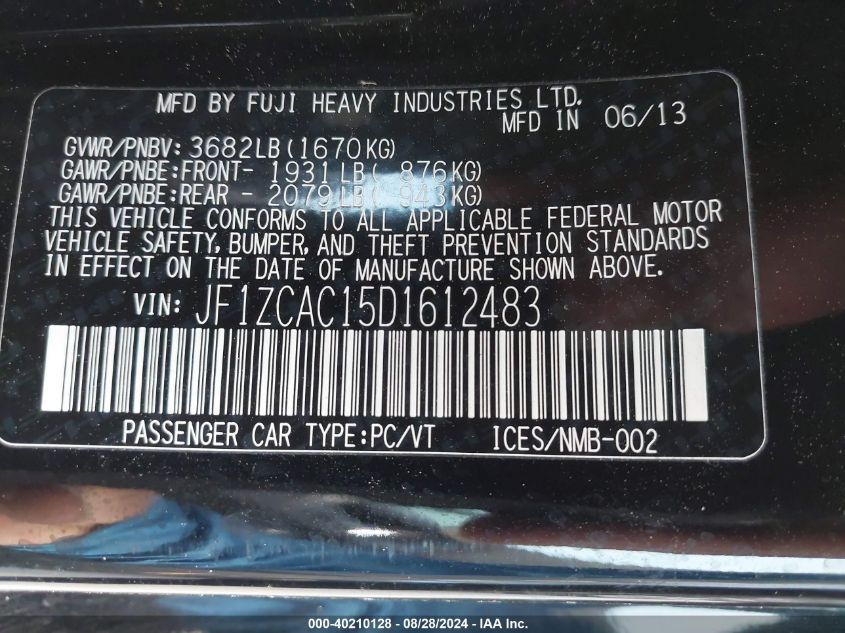 MFD BY FUJI HEAVY INDUSTRIES LTD.
MFD IN 06/13
GVWR/PNBV: 3682LB(1670KG)
GAWR/PNBE:FRONT- 1931LB( 876KG)
GAWR/PNBE:REAR - 2079LB( 943KG)
THIS VEHICLE CONFORMS TO ALL APPLICABLE FEDERAL MOTOR
VEHICLE SAFETY, BUMPER, AND THEFT PREVENTION STANDARDS
IN EFFECT ON THE DATE OF MANUFACTURE SHOWN ABOVE.
VIN: JF1ZCAC15D1612483
PASSENGER CAR TYPE:PC/VT ICES/NMB-002
000-40210128 - 08/28/2024 - IAA Inc.